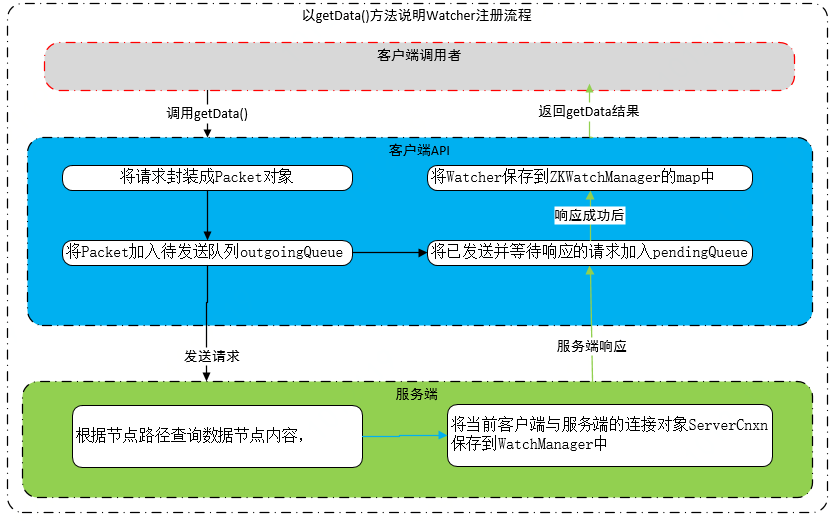 以getData()方法说明Watcher注册流程
客户端调用者
调用getData()
返回getData结果
客户端API
将请求封装成Packet对象
将Watcher保存到ZKWatchManager的map中
响应成功后
将Packet加入待发送队列outgoingQueue
将已发送并等待响应的请求加入pendingQueue
发送请求
服务端响应
服务端
根据节点路径查询数据节点内容，
将当前客户端与服务端的连接对象ServerCnxn
保存到WatchManager中